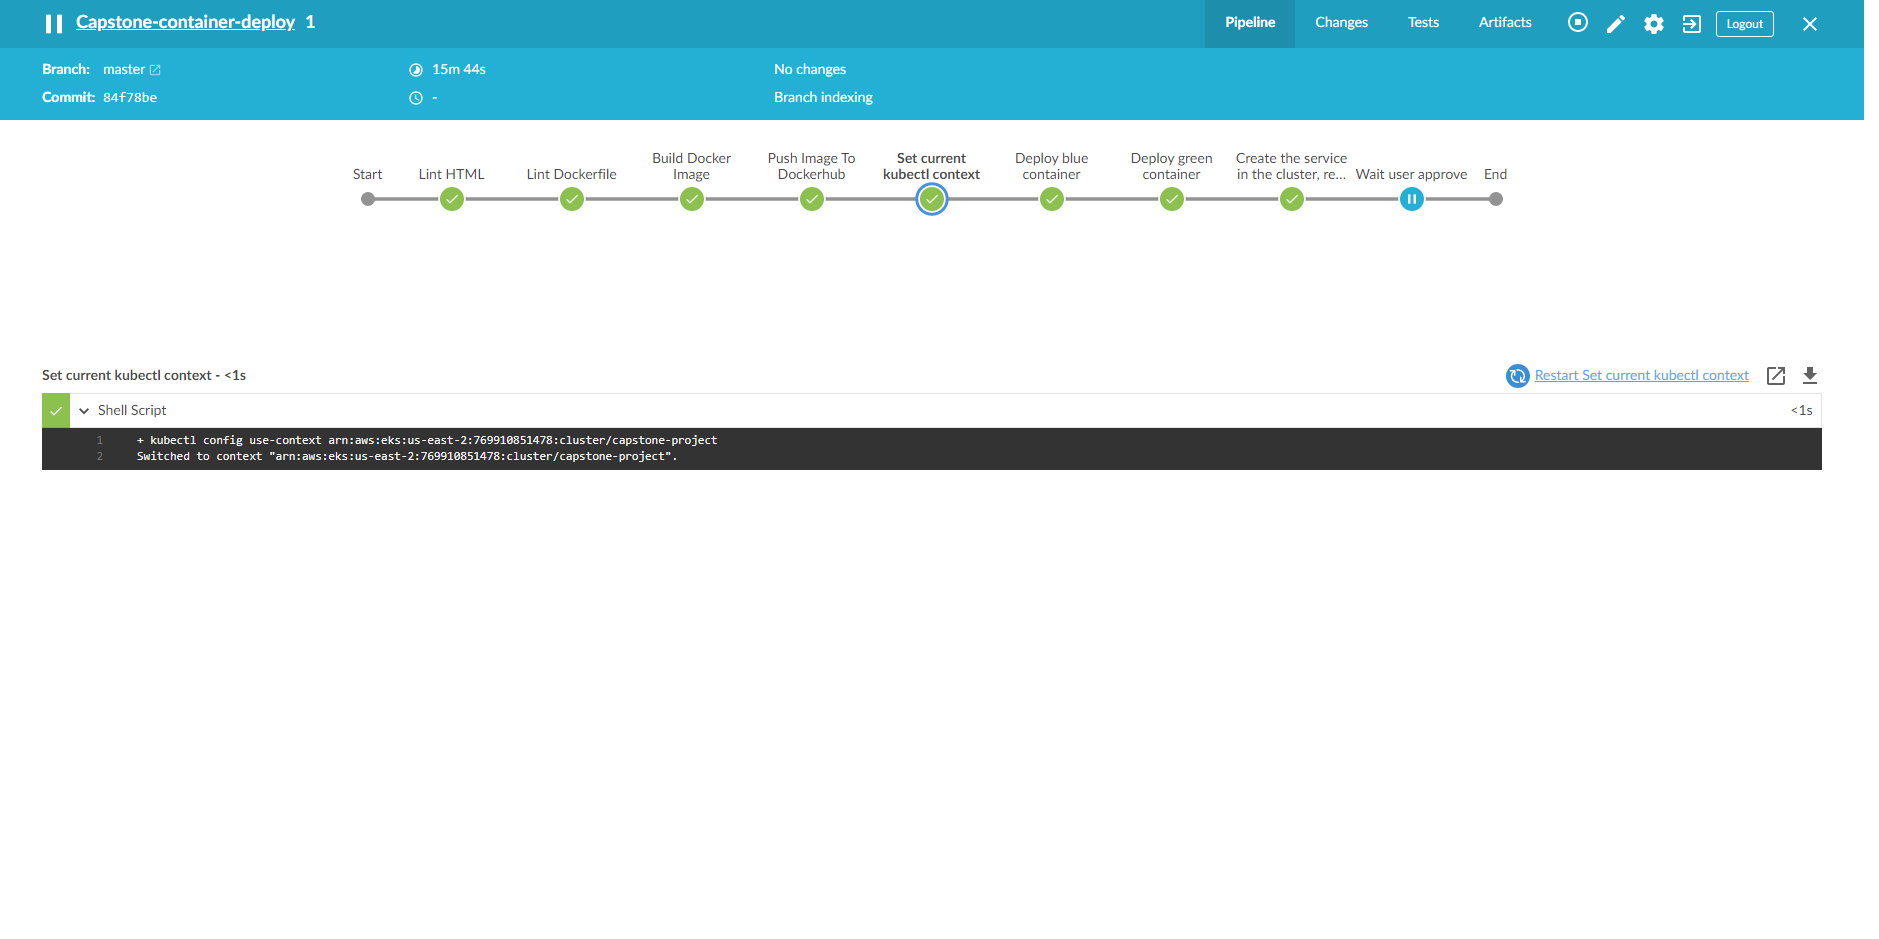 Capstone-container-deploy 1
Pipeline
Changes
Tests
Artifacts
Logout
Branch: master
15m 44s
No changes
Commit: 84f78be
-
Branch indexing
Start
Lint HTML
Lint Dockerfile
Build Docker
Image
Push Image To
Dockerhub
Set current
kubectl context
Deploy blue
container
Deploy green
container
Create the service
in the cluster, re...
Wait user approve
End
Set current kubectl context - <1s
Restart Set current kubectl context
Shell Script
<1s
1 + kubectl config use-context arn:aws:eks:us-east-2:769910851478:cluster/capstone-project
2 Switched to context "arn:aws:eks:us-east-2:769910851478:cluster/capstone-project".